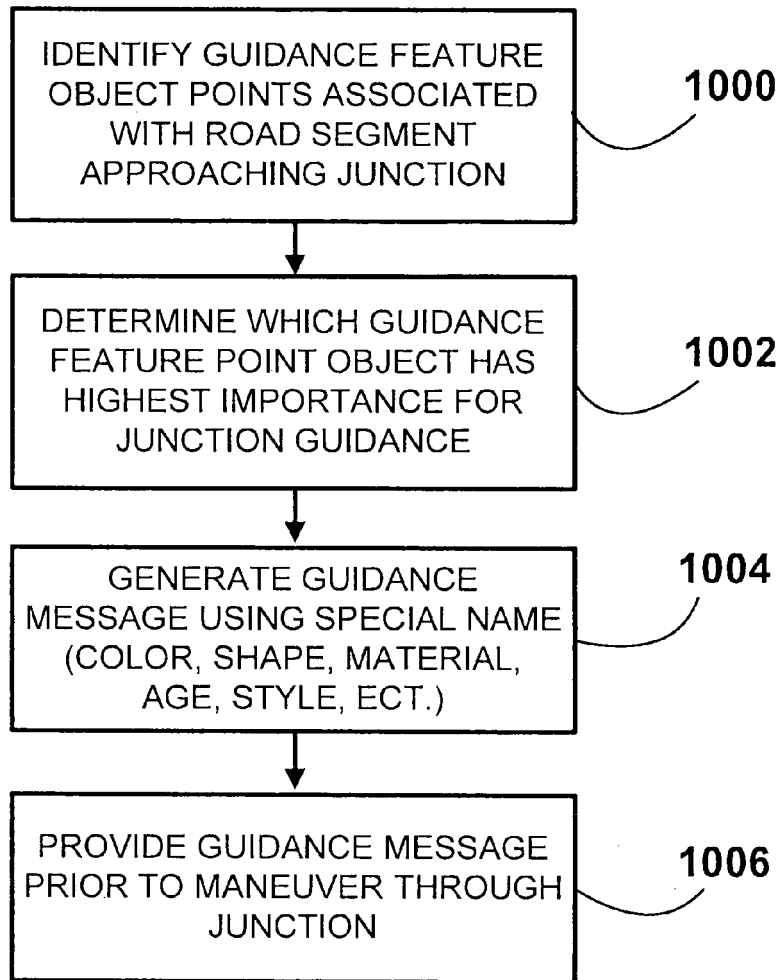 IDENTIFY GUIDANCE FEATURE
OBJECT POINTS ASSOCIATED
WITH ROAD SEGMENT
APPROACHING JUNCTION
1000
DETERMINE WHICH GUIDANCE
FEATURE POINT OBJECT HAS
HIGHEST IMPORTANCE FOR
JUNCTION GUIDANCE
1002
GENERATE GUIDANCE
MESSAGE USING SPECIAL NAME
(COLOR, SHAPE, MATERIAL,
AGE, STYLE, ECT.)
1004
PROVIDE GUIDANCE MESSAGE
PRIOR TO MANEUVER THROUGH
JUNCTION
1006